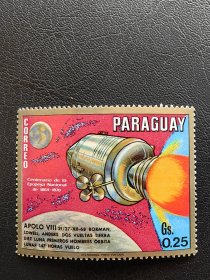 CORREO
PARAGUAY
Centenario de la
Epopeya Nacional
de 1864-1870
APOLO VIII 21/27-XII-68 BORMAN,
LOVELL, ANDERS. DOS VUELTAS TIERRA
DIEZ LUNA PRIMEROS HOMBRES ORBITA
LUNAR 147 HORAS VUELO
Gs.
0.25